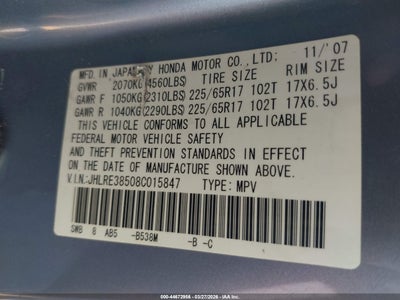 MFD. IN JAPAN BY HONDA MOTOR CO., LTD: 11/'07
GVWR 2070KG (4560LBS) TIRE SIZE RIM SIZE
GAWR F 1050KG (2310LBS) 225/65R17 102T 17X6.5J
GAWR R 1040KG (2290LBS) 225/65R17 102T 17X6.5J
THIS VEHICLE CONFORMS TO ALL APPLICABLE
FEDERAL MOTOR VEHICLE SAFETY
AND THEFT PREVENTION STANDARDS IN EFFECT
ON THE DATE OF MANUFACTURE SHOWN ABOVE.
V.I.N.:JHLRE38508C015847 TYPE: MPV
SWB 8 AB5 -B538M -B -C
000-44672958 - 03/27/2026 - IAA Inc.